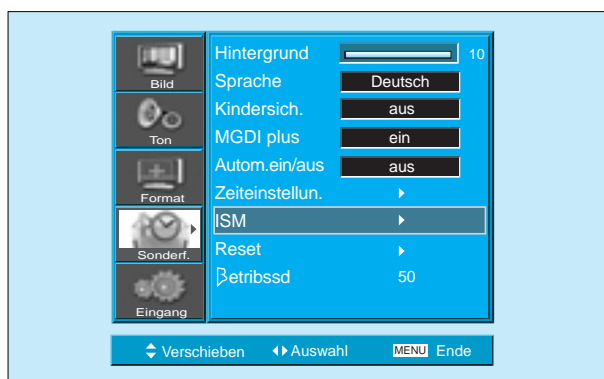 Bild
Ton
Format
Sonderf.
Eingang
Hintergrund 10
Sprache Deutsch
Kindersich. aus
MGDI plus ein
Autom.ein/aus aus
Zeiteinstellun.
ISM
Reset
βetribssd 50
Verschieben Auswahl MENU Ende